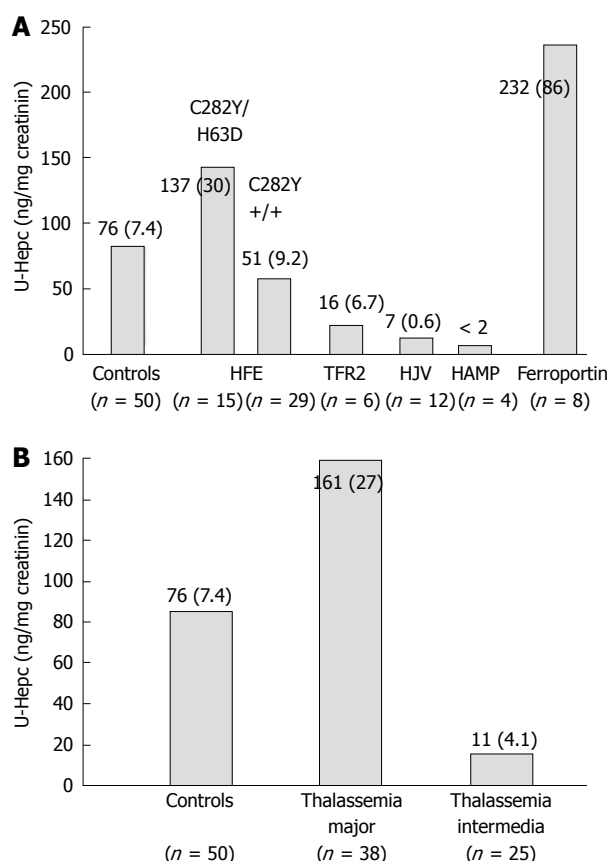 A
U-Hepc (ng/mg creatinin)
250
200
150
100
50
0
76 (7.4)
C282Y/
H63D
137 (30)
C282Y
+/+
51 (9.2)
16 (6.7)
7 (0.6)
< 2
232 (86)
Controls HFE TFR2 HJV HAMP Ferroportin
(n = 50) (n = 15) (n = 29) (n = 6) (n = 12) (n = 4) (n = 8)
B
U-Hepc (ng/mg creatinin)
160
140
120
100
80
60
40
20
0
76 (7.4)
161 (27)
11 (4.1)
Controls Thalassemia Thalassemia
major intermedia
(n = 50) (n = 38) (n = 25)